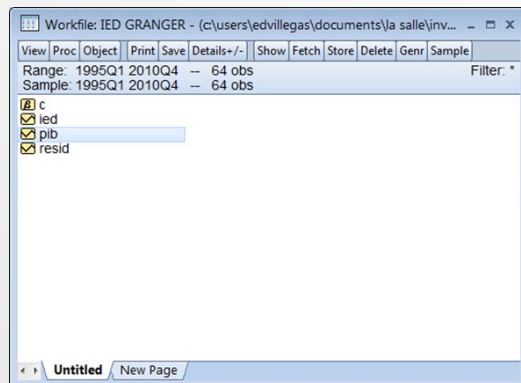 Workfile: IED GRANGER - (c:\users\edvillegas\documents\la salle\inv...
View Proc Object Print Save Details+/- Show Fetch Store Delete Genr Sample
Range: 1995Q1 2010Q4 -- 64 obs Filter: *
Sample: 1995Q1 2010Q4 -- 64 obs
β c
ied
pib
resid
Untitled New Page